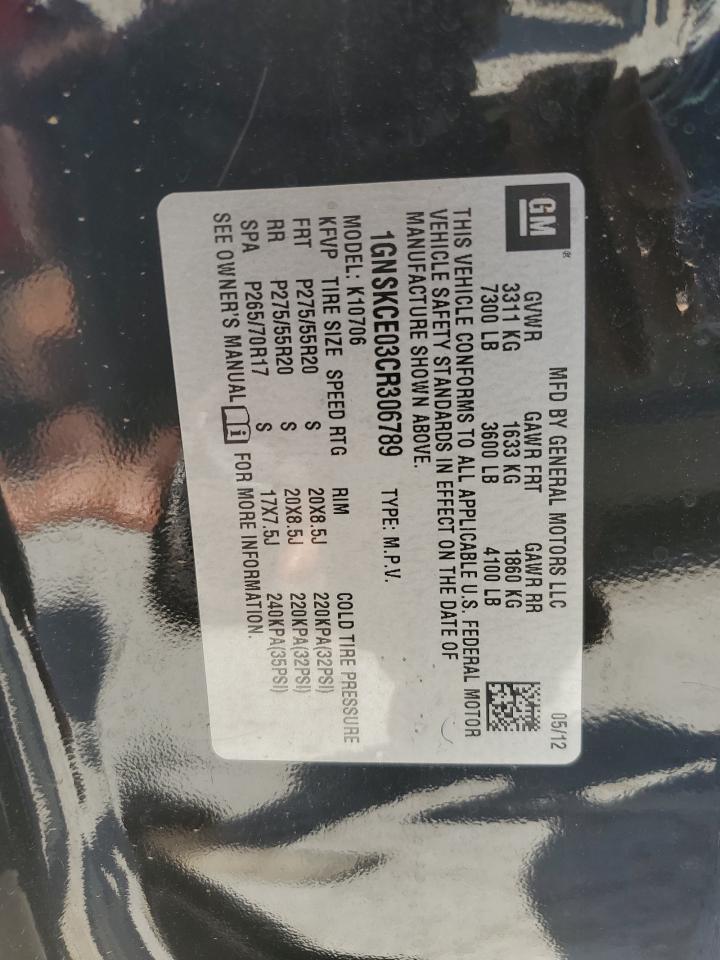 GM
MFD BY GENERAL MOTORS LLC 05/12
GVWR GAWR FRT GAWR RR
3311 KG 1633 KG 1860 KG
7300 LB 3600 LB 4100 LB
THIS VEHICLE CONFORMS TO ALL APPLICABLE U.S. FEDERAL MOTOR
VEHICLE SAFETY STANDARDS IN EFFECT ON THE DATE OF
MANUFACTURE SHOWN ABOVE.
1GNSKCE03CR306789 TYPE: M.P.V.
MODEL: K10706
KFVP TIRE SIZE SPEED RTG RIM COLD TIRE PRESSURE
FRT P275/55R20 S 20X8.5J 220KPA(32PSI)
RR P275/55R20 S 20X8.5J 220KPA(32PSI)
SPA P265/70R17 S 17X7.5J 240KPA(35PSI)
SEE OWNER'S MANUAL FOR MORE INFORMATION.